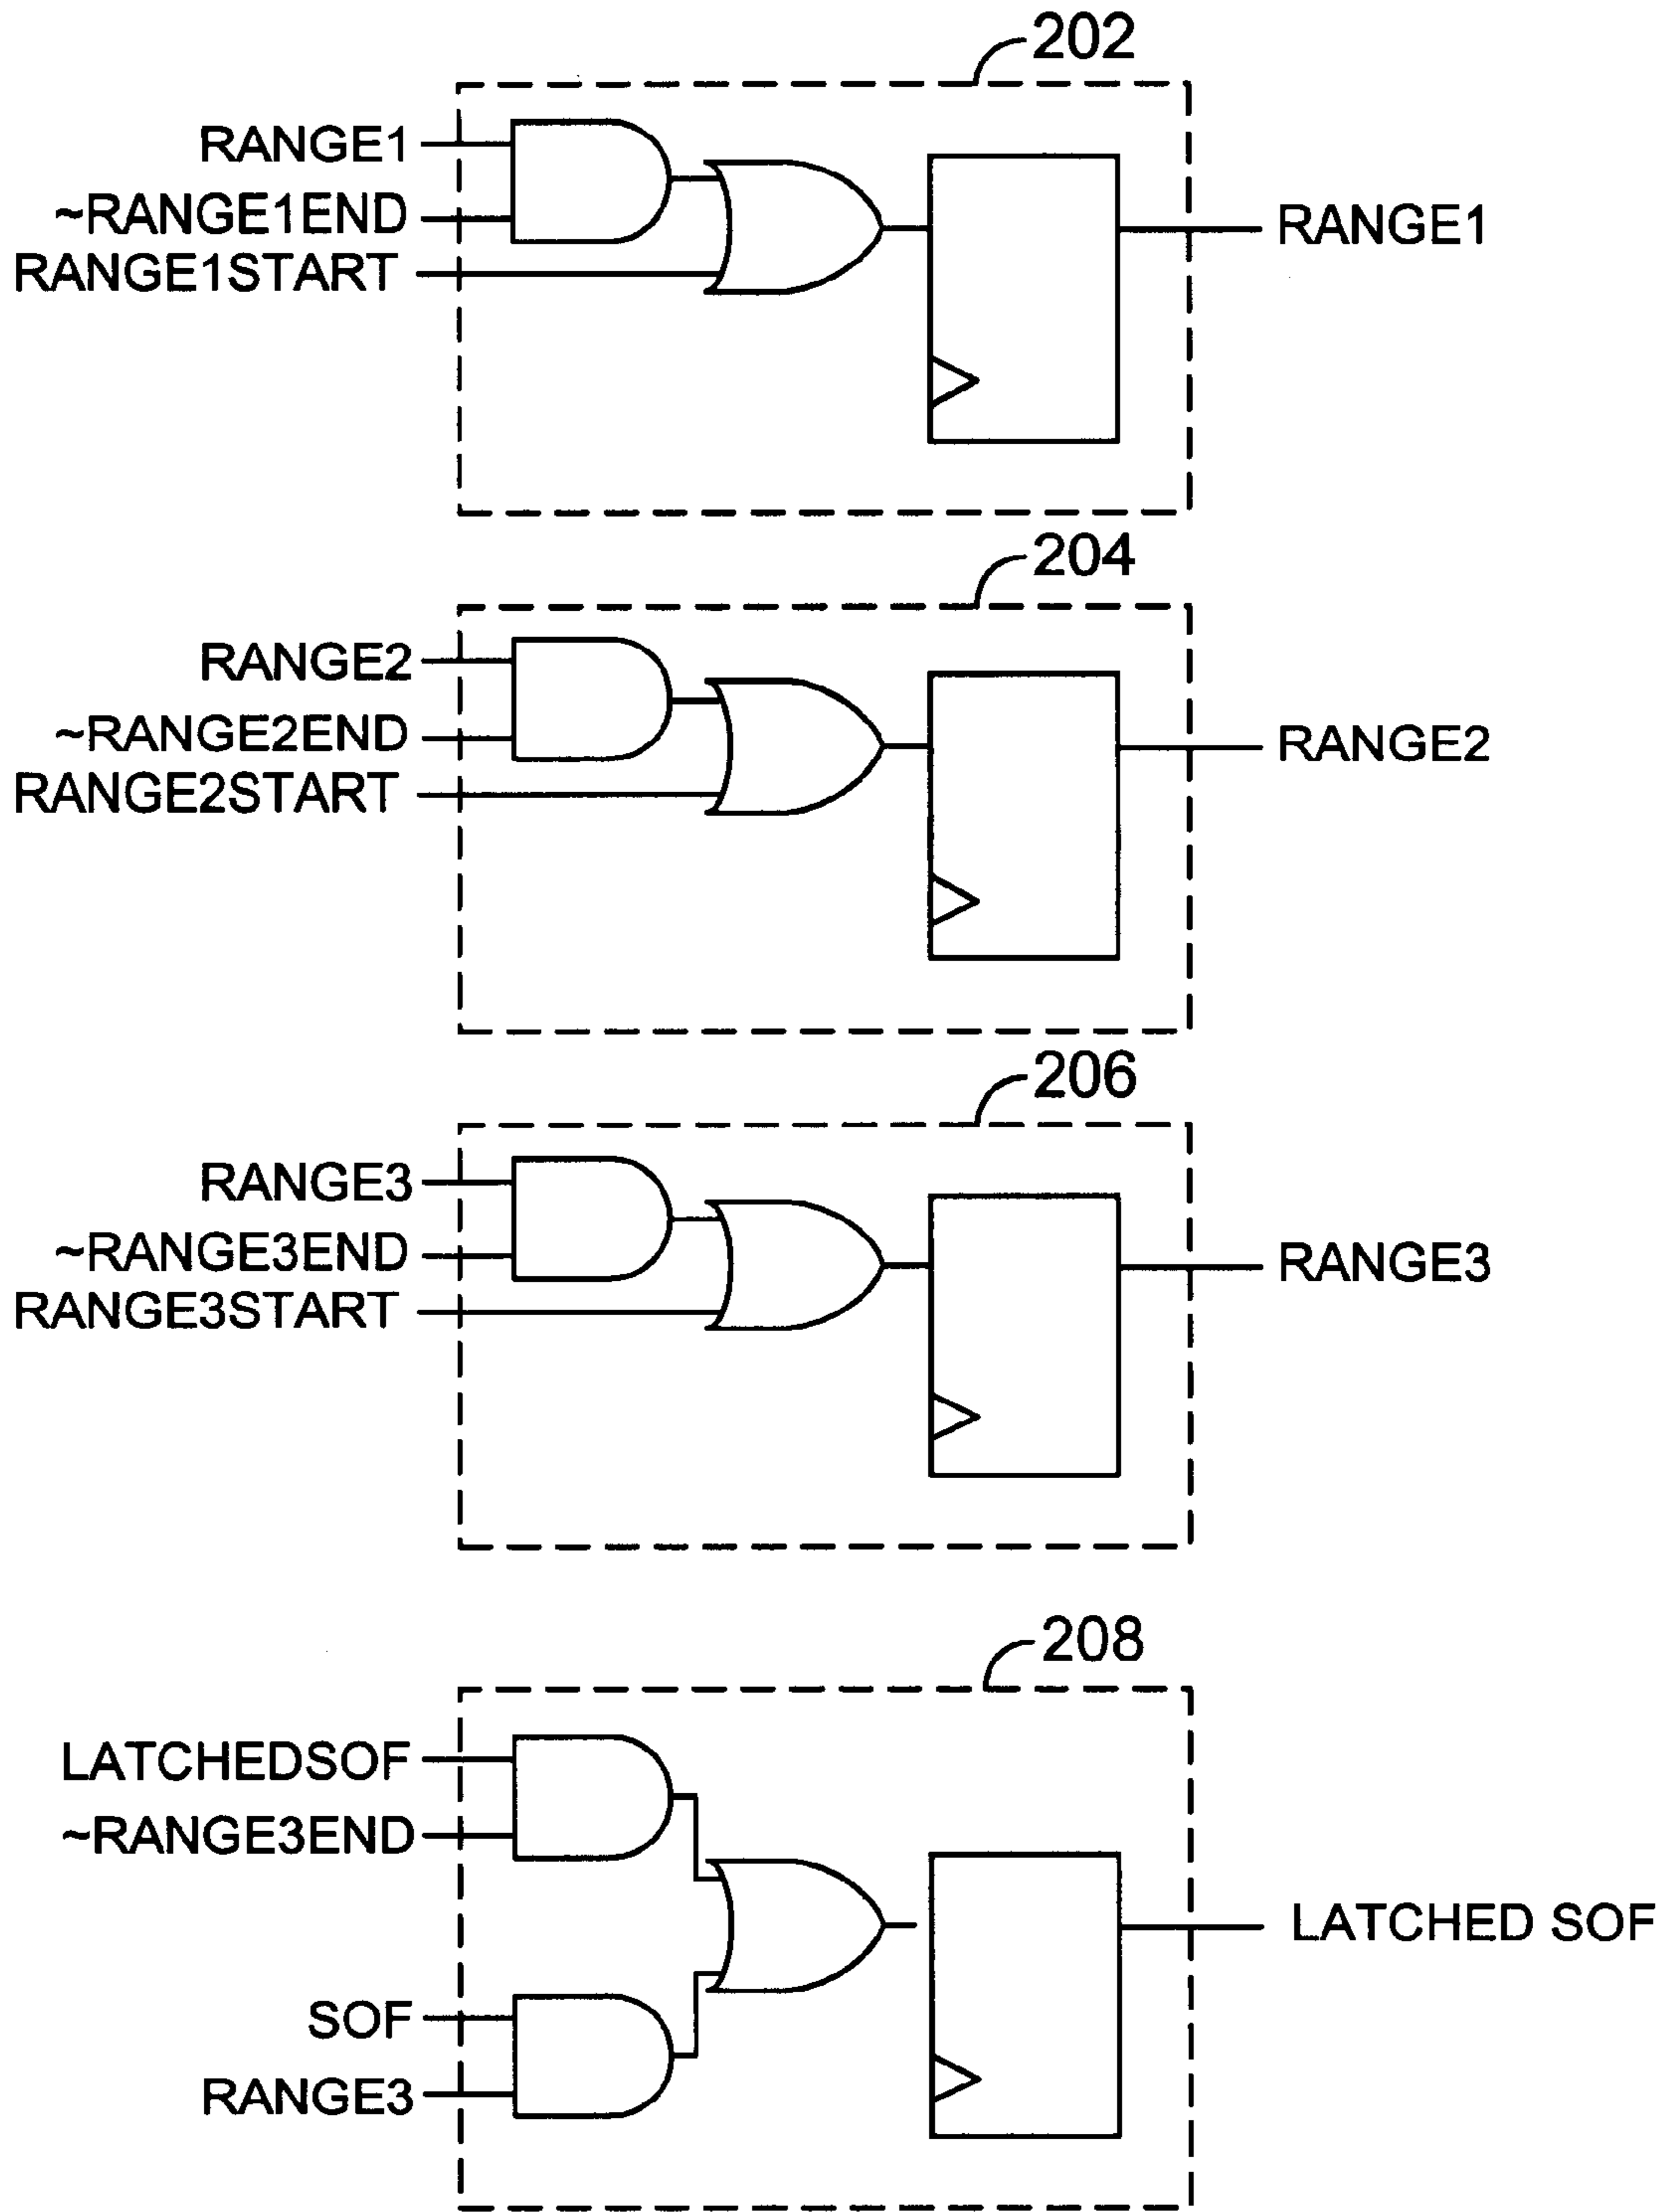 202
RANGE1
~RANGE1END
RANGE1START
RANGE1
204
RANGE2
~RANGE2END
RANGE2START
RANGE2
206
RANGE3
~RANGE3END
RANGE3START
RANGE3
208
LATCHEDSOF
~RANGE3END
SOF
RANGE3
LATCHED SOF